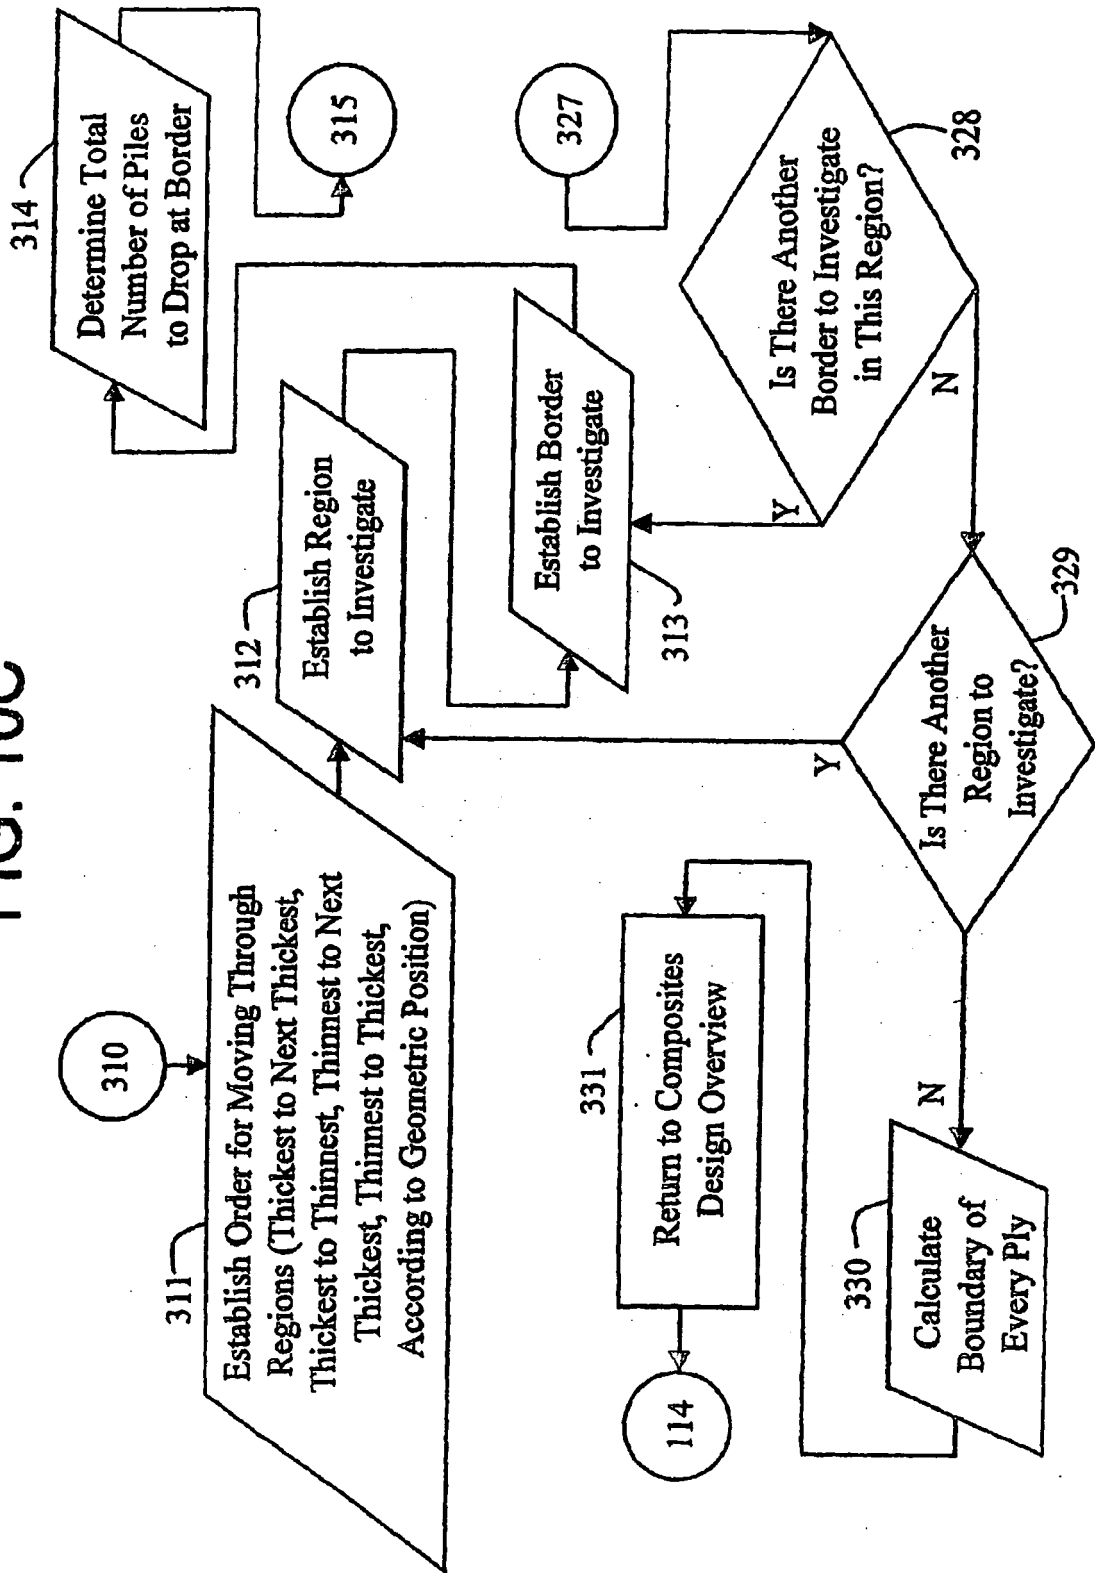 FIG. 10C
310
311
Establish Order for Moving Through
Regions (Thickest to Next Thickest,
Thickest to Thinnest, Thinnest to Next
Thickest, Thinnest to Thickest,
According to Geometric Position)
312
Establish Region
to Investigate
313
Establish Border
to Investigate
314
Determine Total
Number of Piles
to Drop at Border
315
327
328
Is There Another
Border to Investigate
in This Region?
Y
N
329
Is There Another
Region to
Investigate?
Y
N
330
Calculate
Boundary of
Every Ply
331
Return to Composites
Design Overview
114